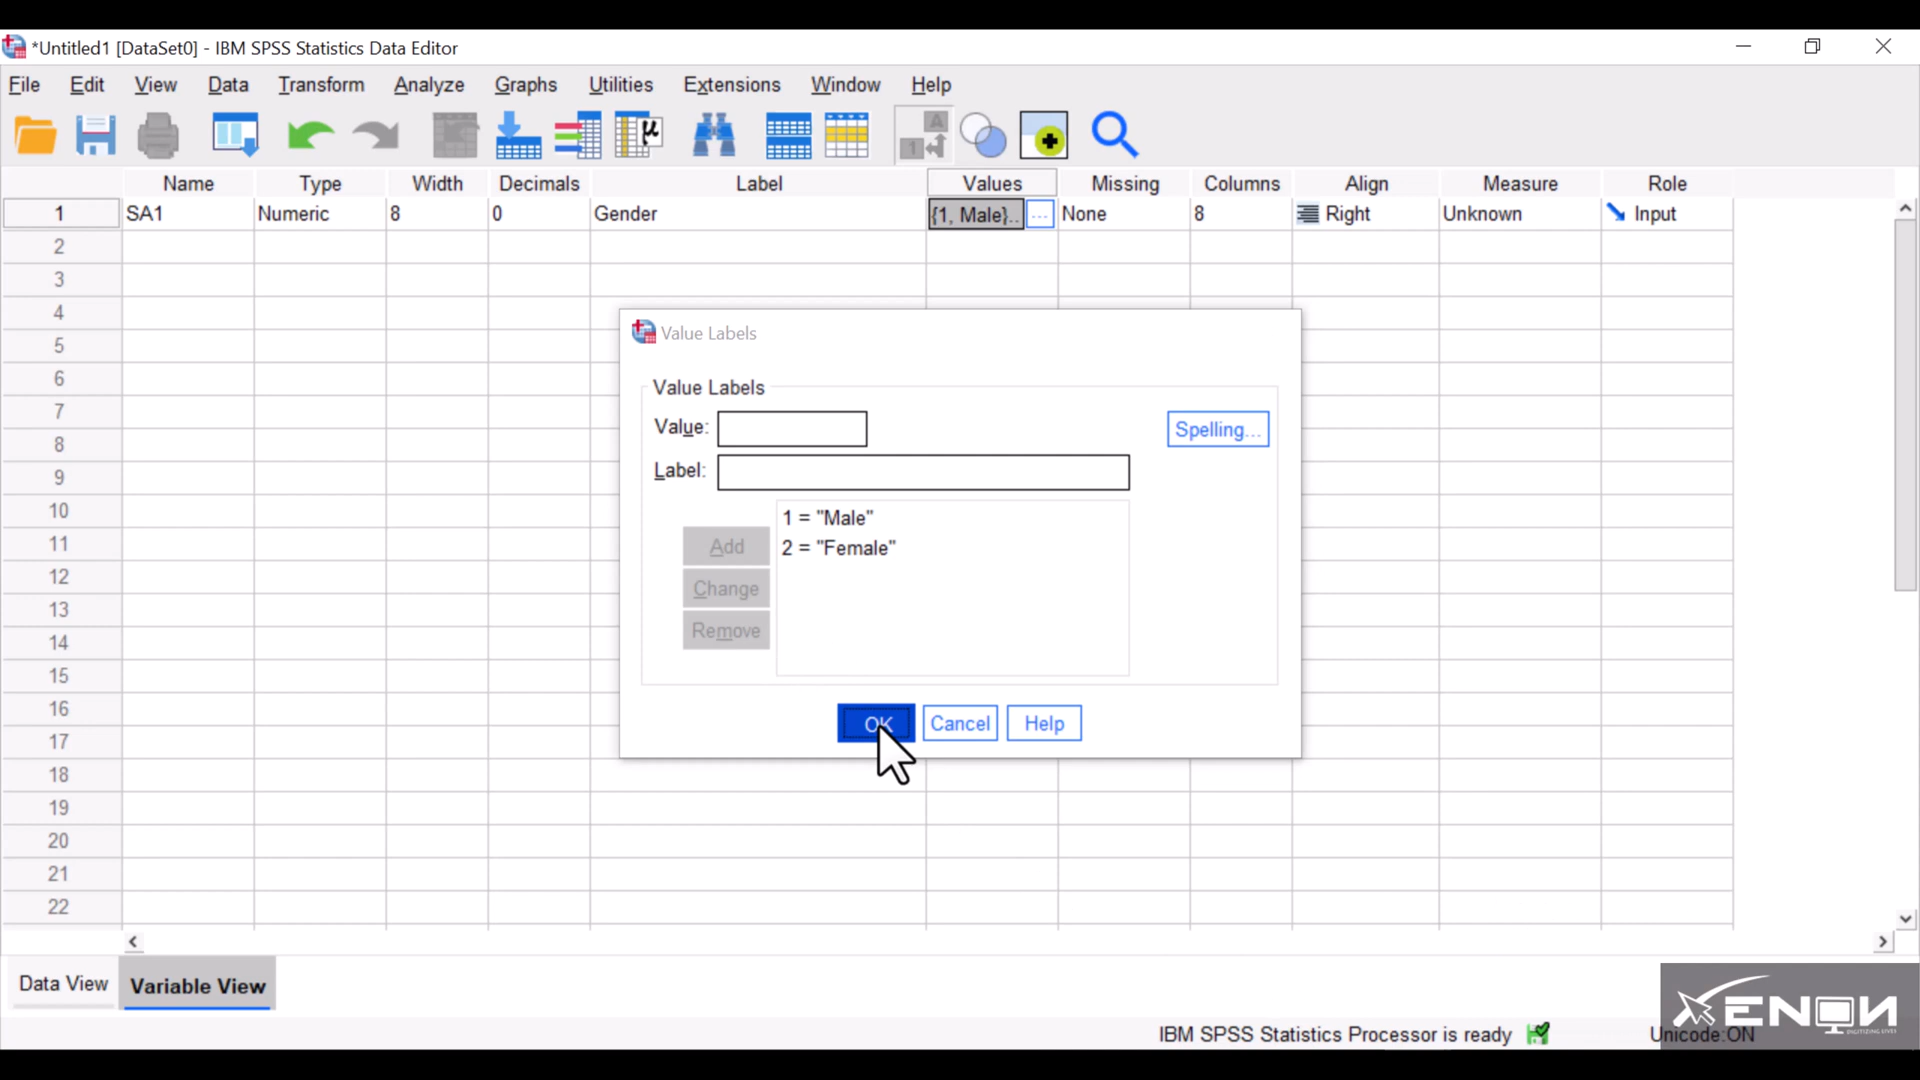 *Untitled1 [DataSet0] - IBM SPSS Statistics Data Editor
File Edit View Data Transform Analyze Graphs Utilities Extensions Window Help
Name Type Width Decimals Label Values Missing Columns Align Measure Role
1 SA1 Numeric 8 0 Gender {1, Male}.. ... None 8 Right Unknown Input
2
3
4
Value Labels
5
6
Value Labels
7
Value: Spelling...
8
Label:
9
10
1 = "Male"
11
Add 2 = "Female"
12
Change
13
Remove
14
15
16
OK Cancel Help
17
18
19
20
21
22
Data View Variable View
XENON
DIGITIZING LIVES
IBM SPSS Statistics Processor is ready Unicode:ON